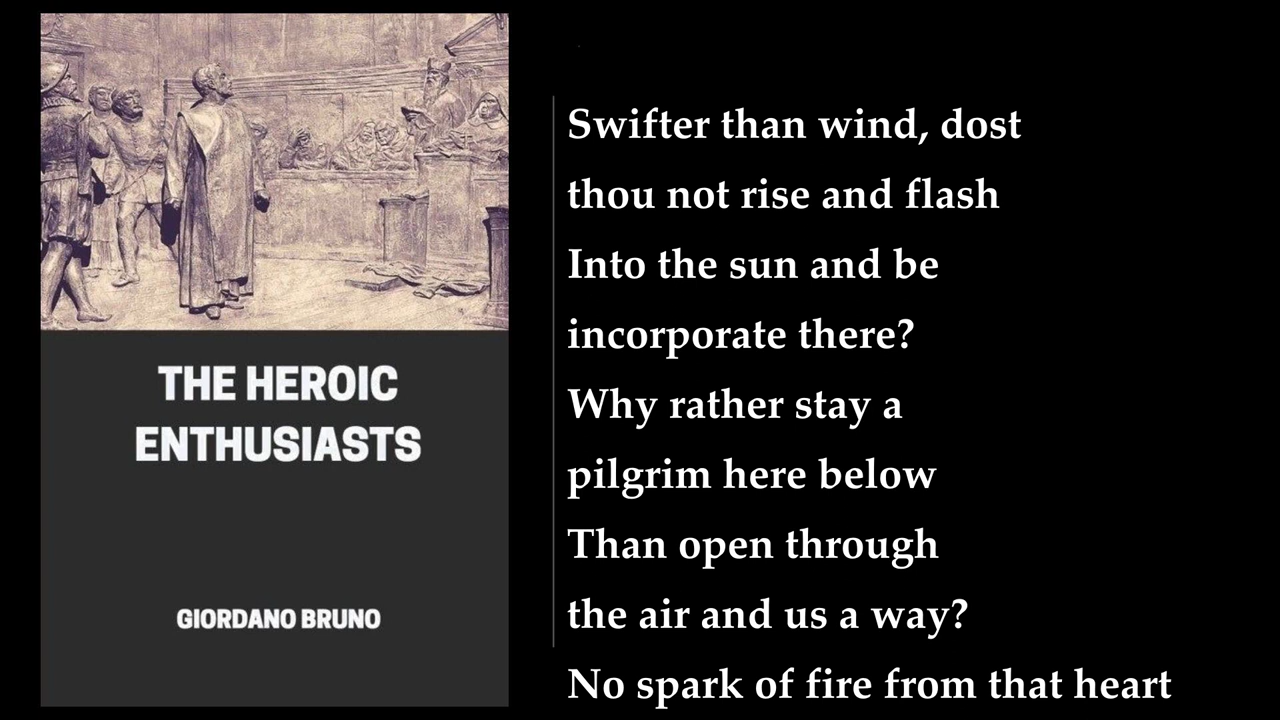 THE HEROIC
ENTHUSIASTS
GIORDANO BRUNO
Swifter than wind, dost
thou not rise and flash
Into the sun and be
incorporate there?
Why rather stay a
pilgrim here below
Than open through
the air and us a way?
No spark of fire from that heart